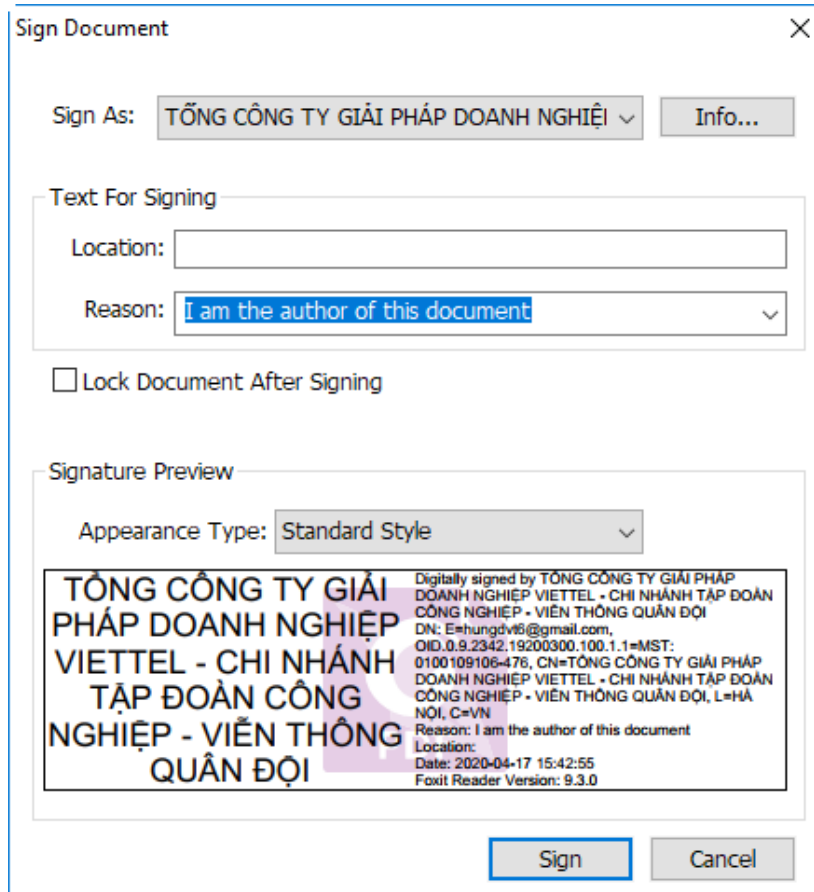 Sign Document
Sign As: TỔNG CÔNG TY GIẢI PHÁP DOANH NGHIỆ Info...
Text For Signing
Location:
Reason: I am the author of this document
Lock Document After Signing
Signature Preview
Appearance Type: Standard Style
TỔNG CÔNG TY GIẢI
PHÁP DOANH NGHIỆP
VIETTEL - CHI NHÁNH
TẬP ĐOÀN CÔNG
NGHIỆP - VIỄN THÔNG
QUÂN ĐỘI
Digitally signed by TỔNG CÔNG TY GIẢI PHÁP
DOANH NGHIỆP VIETTEL - CHI NHÁNH TẬP ĐOÀN
CÔNG NGHIỆP - VIỄN THÔNG QUÂN ĐỘI
DN: E=hungdvt6@gmail.com,
OID.0.9.2342.19200300.100.1.1=MST:
0100109106-476, CN=TỔNG CÔNG TY GIẢI PHÁP
DOANH NGHIỆP VIETTEL - CHI NHÁNH TẬP ĐOÀN
CÔNG NGHIỆP - VIỄN THÔNG QUÂN ĐỘI, L=HÀ
NỘI, C=VN
Reason: I am the author of this document
Location:
Date: 2020-04-17 15:42:55
Foxit Reader Version: 9.3.0
Sign Cancel